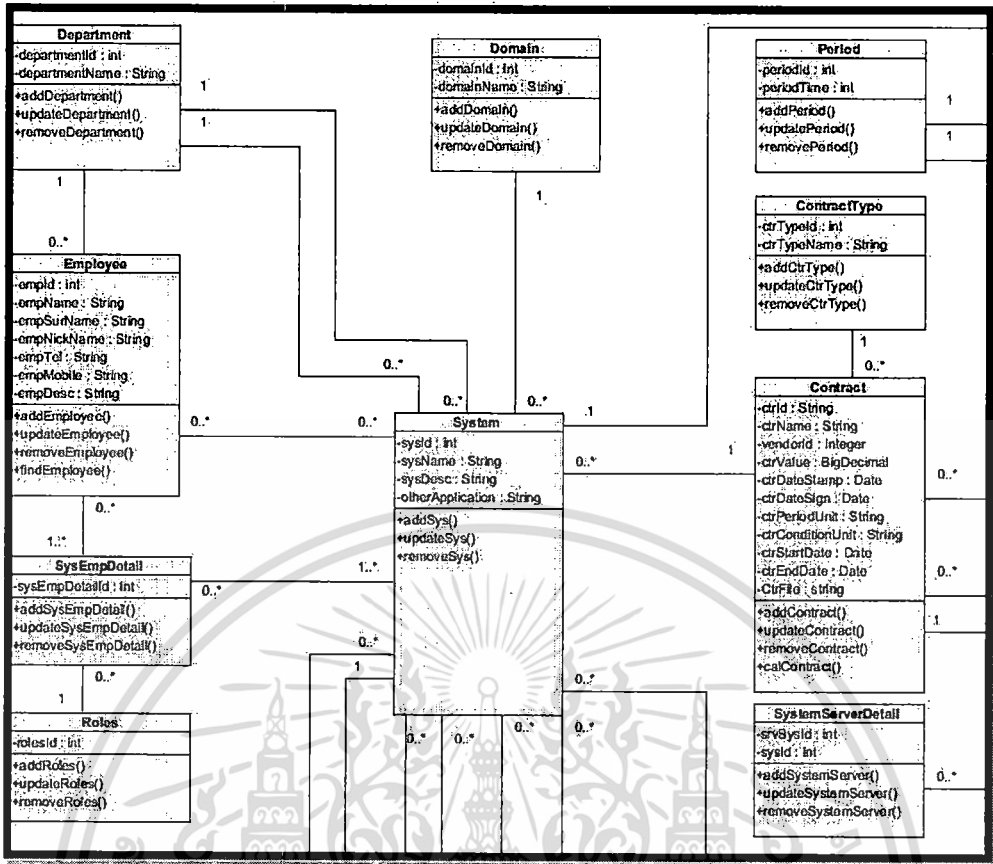 Department
-departmentId : int
-departmentName : String
+addDepartment()
+updateDepartment()
+removeDepartment()
1
1
1
0..*
Domain
-domainId : int
-domainName : String
+addDomain()
+updateDomain()
+removeDomain()
1
Period
-periodId : int
-periodTime : int
+addPeriod()
+updatePeriod()
+removePeriod()
1
1
ContractType
-ctrTypeId : int
-ctrTypeName : String
+addCtrType()
+updateCtrType()
+removeCtrType()
1
0..*
Employee
-empId : int
-empName : String
-empSurName : String
-empNickName : String
-empTel : String
-empMobile : String
-empDesc : String
+addEmployee()
+updateEmployee()
+removeEmployee()
+findEmployee()
0..*
0..*
0..*
0..*
0..*
1
System
-sysId : int
-sysName : String
-sysDesc : String
-otherApplication : String
+addSys()
+updateSys()
+removeSys()
0..*
1
Contract
-ctrId : String
-ctrName : String
-venderId : Integer
-ctrValue : BigDecimal
-ctrDateStamp : Date
-ctrDateSign : Date
-ctrPeriodUnit : String
-ctrConditionUnit : String
-ctrStartDate : Date
-ctrEndDate : Date
-CtrFile : string
+addContract()
+updateContract()
+removeContract()
+calContract()
0..*
0..*
1
0..*
1..*
SysEmpDetail
-sysEmpDetailId : Int
+addSysEmpDetail()
+updateSysEmpDetail()
+removeSysEmpDetail()
0..*
1..*
0..*
1
0..*
1
Roles
-rolesId : Int
+addRoles()
+updateRoles()
+removeRoles()
0..*
0..*
0..*
0..*
0..*
SystemServerDetail
-srvSysId : int
-sysId : int
+addSystemServer()
+updateSystemServer()
+removeSystemServer()
0..*